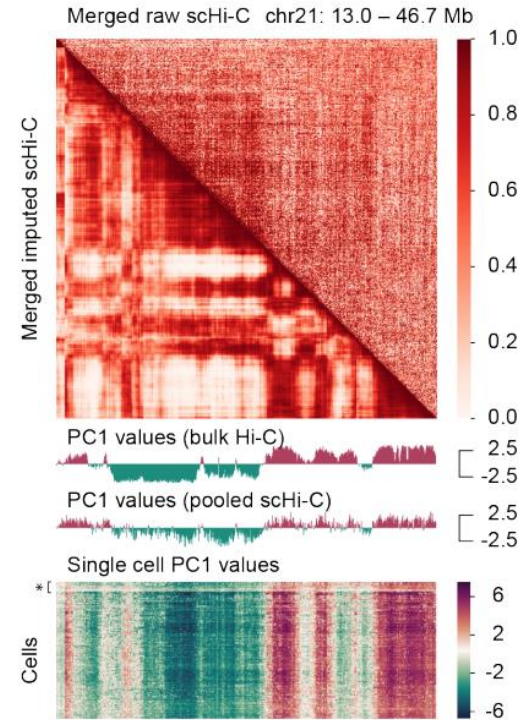 Merged raw scHi-C chr21: 13.0 – 46.7 Mb
Merged imputed scHi-C
1.0
0.8
0.6
0.4
0.2
0.0
PC1 values (bulk Hi-C)
2.5
-2.5
PC1 values (pooled scHi-C)
2.5
-2.5
Single cell PC1 values
*
Cells
6
2
-2
-6